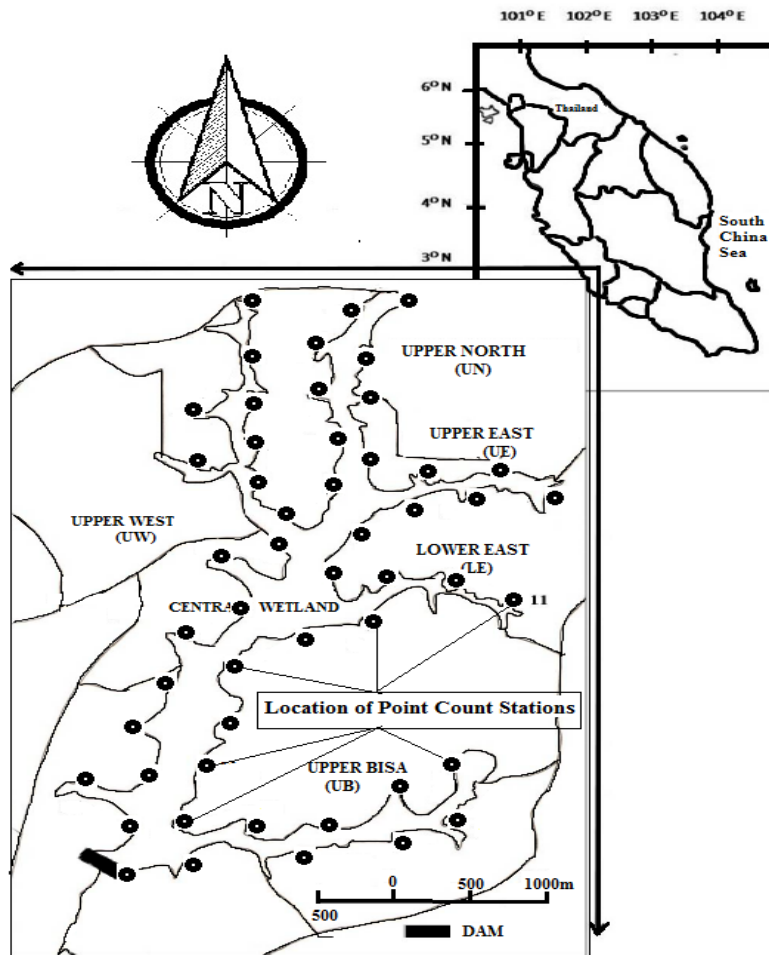 101° E 102° E 103° E 104° E
6° N
Thailand
5° N
4° N
South
China
Sea
3° N
N
UPPER NORTH
(UN)
UPPER EAST
(UE)
UPPER WEST
(UW)
LOWER EAST
(LE)
11
CENTRA WETLAND
Location of Point Count Stations
UPPER BISA
(UB)
0 500 1000m
500
DAM